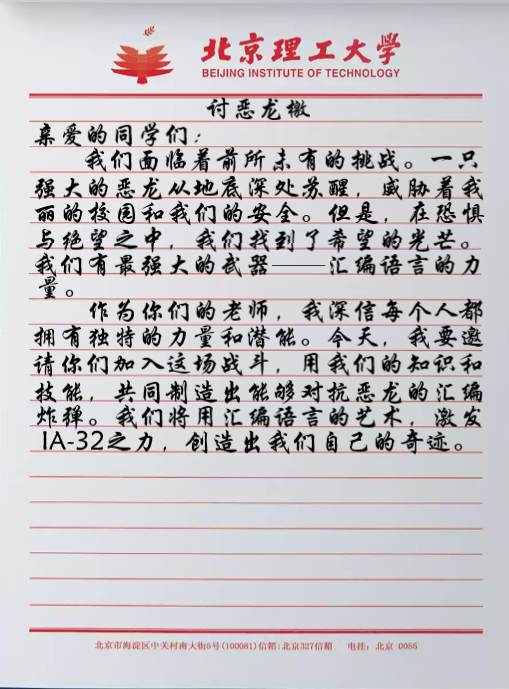 北京理工大学
BEIJING INSTITUTE OF TECHNOLOGY
讨恶龙檄
亲爱的同学们：
我们面临着前所未有的挑战。一只
强大的恶龙从地底深处苏醒，威胁着我
丽的校园和我们的安全。但是，在恐惧
与绝望之中，我们找到了希望的光芒。
我们有最强大的武器——汇编语言的力
量。
作为你们的老师，我深信每个人都
拥有独特的力量和潜能。今天，我要邀
请你们加入这场战斗，用我们的知识和
技能，共同制造出能够对抗恶龙的汇编
炸弹。我们将用汇编语言的艺术，激发
IA-32之力，创造出我们自己的奇迹。
北京市海淀区中关村南大街5号(100081)信箱:北京327信箱 电挂：北京 0055